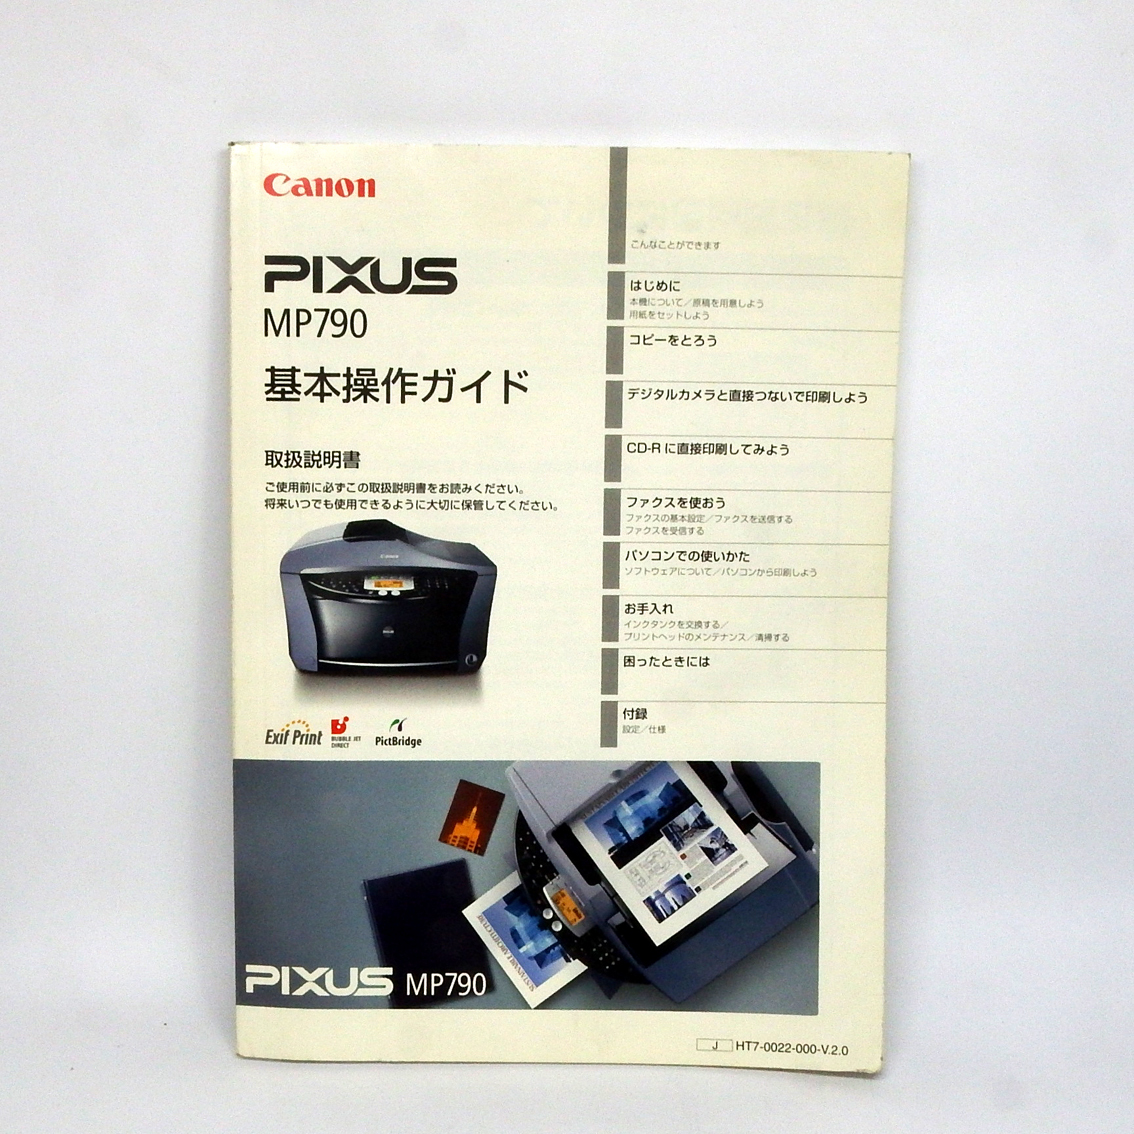 Canon
PIXUS
MP790
基本操作ガイド
取扱説明書
ご使用前に必ずこの取扱説明書をお読みください。
将来いつでも使用できるように大切に保管してください。
Canon
Exif Print
BUBBLE JET
DIRECT
PictBridge
こんなことができます
はじめに
本機について／原稿を用意しよう
用紙をセットしよう
コピーをとろう
デジタルカメラと直接つないで印刷しよう
CD-R に直接印刷してみよう
ファクスを使おう
ファクスの基本設定／ファクスを送信する
ファクスを受信する
パソコンでの使いかた
ソフトウェアについて／パソコンから印刷しよう
お手入れ
インクタンクを交換する／
プリントヘッドのメンテナンス／清掃する
困ったときには
付録
設定／仕様
PIXUS MP790
J HT7-0022-000-V.2.0